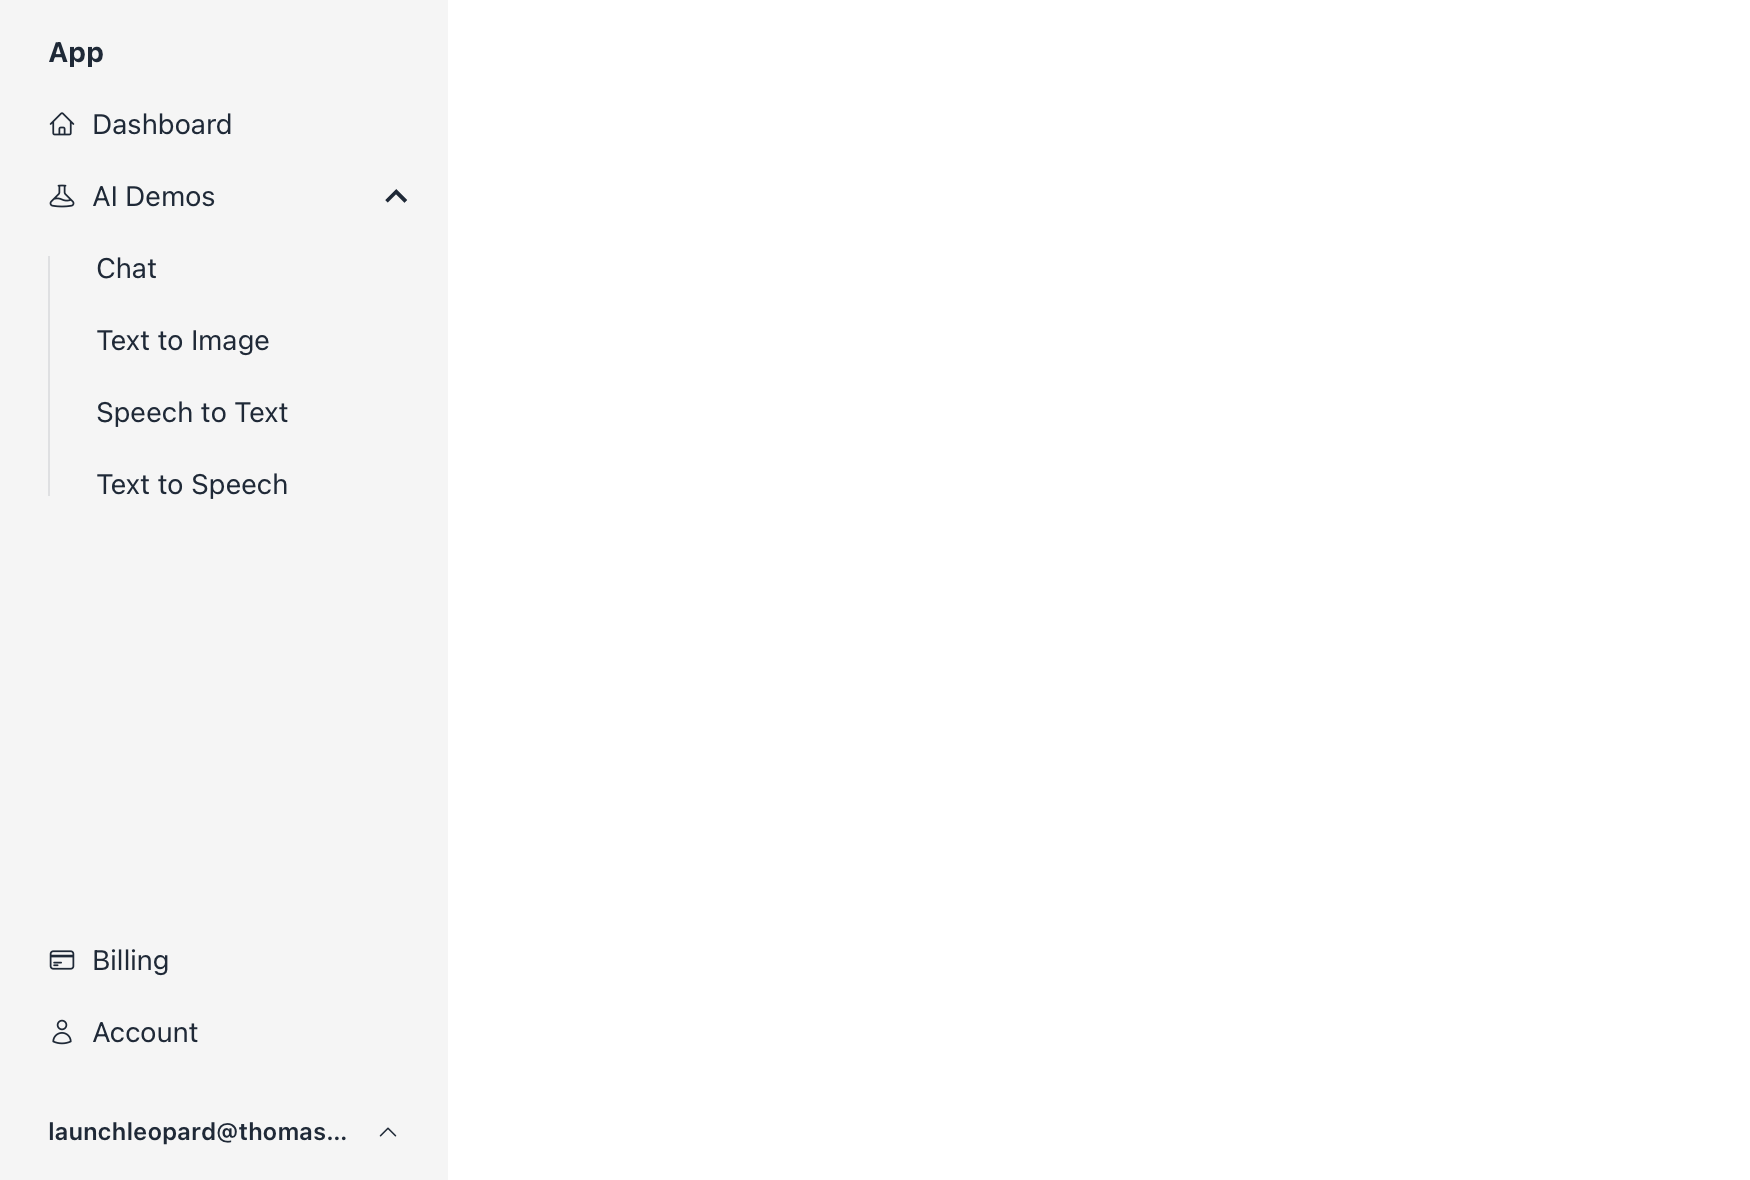 App
Dashboard
AI Demos
Chat
Text to Image
Speech to Text
Text to Speech
Billing
Account
launchleopard@thomas...